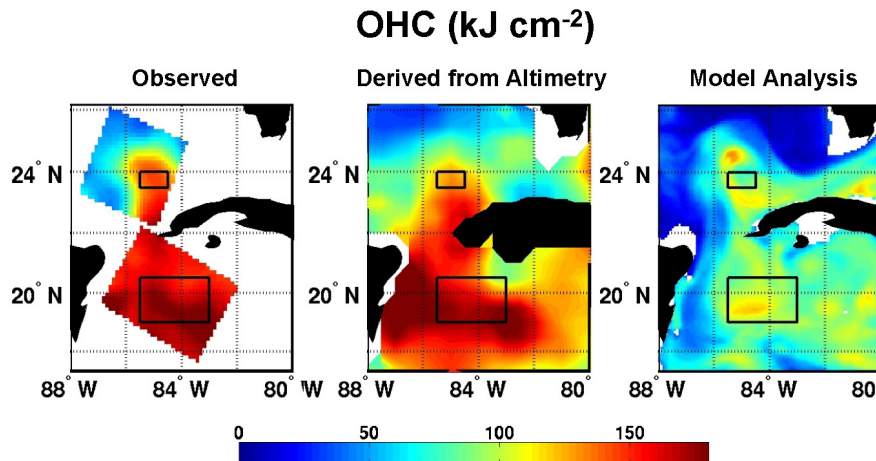 OHC (kJ cm-2)
Observed
Derived from Altimetry
Model Analysis
24° N
24° N
24° N
20° N
20° N
20° N
88° W
84° W
80°
W
88° W
84° W
80°
88° W
84° W
80°
0
50
100
150